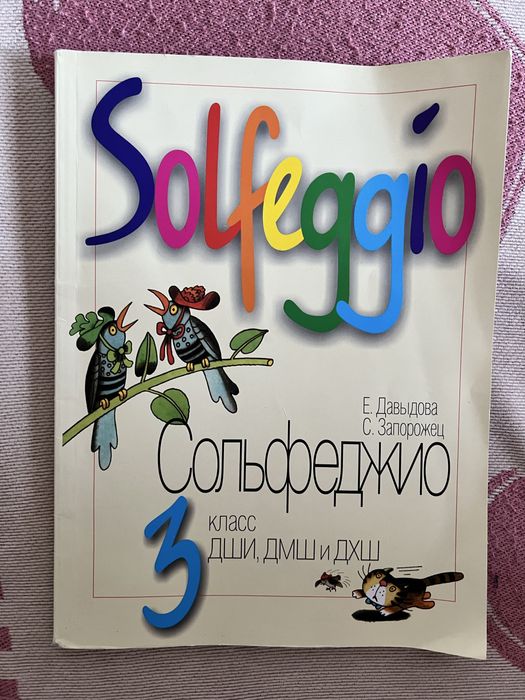 Solfeggio
Е. Давыдова
С. Запорожец
Сольфеджио
3
класс
ДШИ, ДМШ и ДХШ